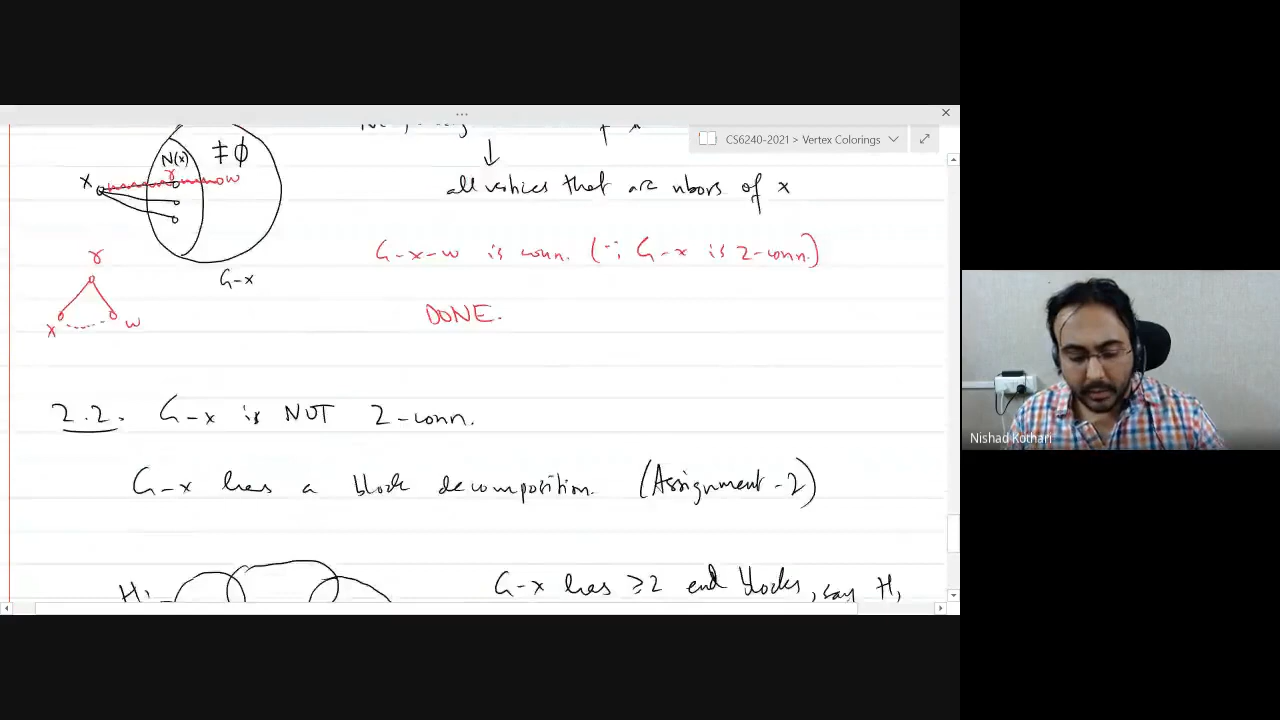 CS6240-2021 > Vertex Colorings
N(x) ≠ ϕ
r
x w
all vertices that are nbors of x
G-x-w is conn. (∵ G-x is 2-conn.)
r
G-x
x w
DONE.
2.2. G-x is NOT 2-conn.
Nishad Kothari
G-x has a block decomposition. (Assignment-2)
G-x has ≥2 end blocks, say H1
H1